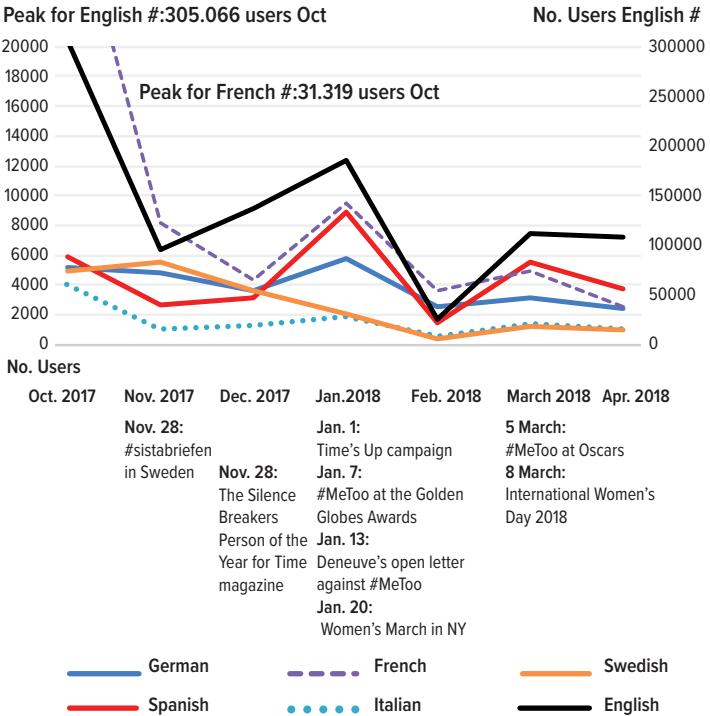 Peak for English #:305.066 users Oct
No. Users English #
20000
18000
16000
14000
12000
10000
8000
6000
4000
2000
0
Peak for French #:31.319 users Oct
300000
250000
200000
150000
100000
50000
0
No. Users
Oct. 2017 Nov. 2017 Dec. 2017 Jan.2018 Feb. 2018 March 2018 Apr. 2018
Nov. 28:
#sistabriefen
in Sweden
Nov. 28:
The Silence
Breakers
Person of the
Year for Time
magazine
Jan. 1:
Time's Up campaign
Jan. 7:
#MeToo at the Golden
Globes Awards
Jan. 13:
Deneuve's open letter
against #MeToo
Jan. 20:
Women's March in NY
5 March:
#MeToo at Oscars
8 March:
International Women's
Day 2018
German French Swedish
Spanish Italian English